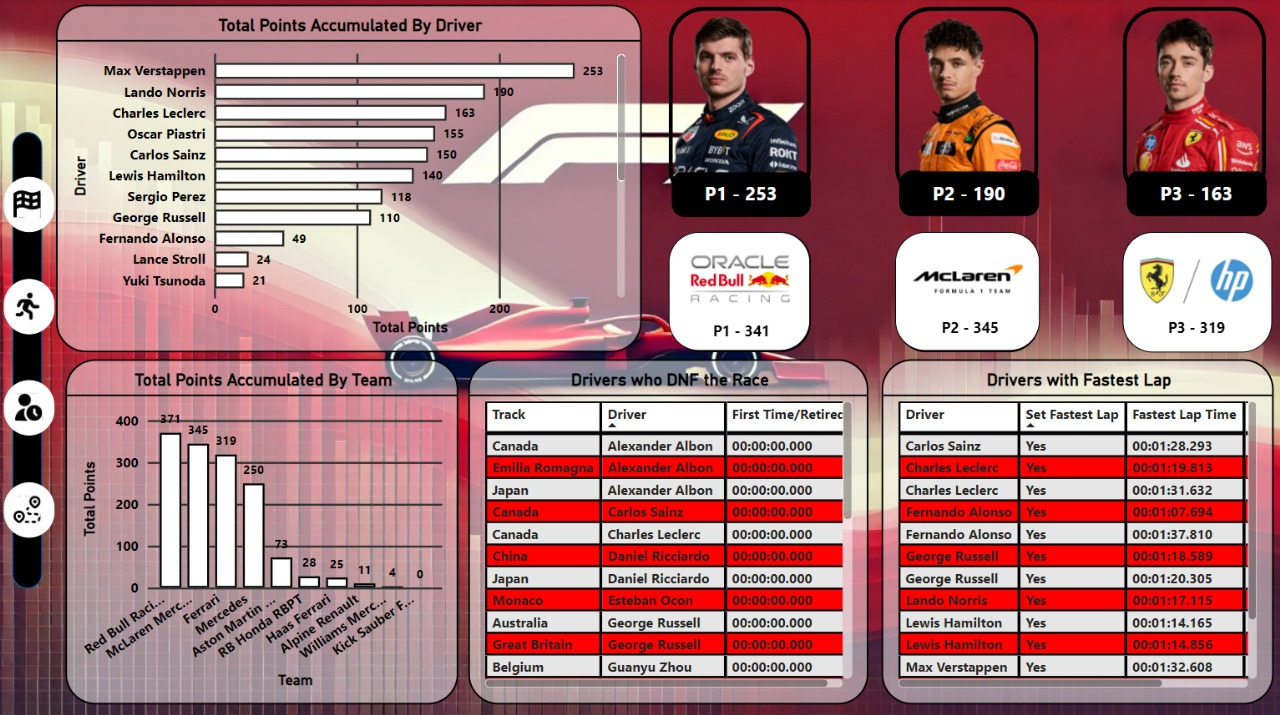 Total Points Accumulated By Driver
Driver
Max Verstappen 253
Lando Norris 190
Charles Leclerc 163
Oscar Piastri 155
Carlos Sainz 150
Lewis Hamilton 140
Sergio Perez 118
George Russell 110
Fernando Alonso 49
Lance Stroll 24
Yuki Tsunoda 21
0 100 200
Total Points
P1 - 253
P2 - 190
P3 - 163
ORACLE
Red Bull
RACING
P1 - 341
McLaren
FORMULA 1 TEAM
P2 - 345
hp
P3 - 319
Total Points Accumulated By Team
Total Points
400
300
200
100
0
371 345 319 250 73 28 25 11 4 0
Red Bull Raci...
McLaren Merc...
Ferrari
Mercedes
Aston Martin ...
RB Honda RBPT
Haas Ferrari
Alpine Renault
Williams Merc...
Kick Sauber F...
Team
Drivers who DNF the Race
Track Driver First Time/Retired
Canada Alexander Albon 00:00:00.000
Emilia Romagna Alexander Albon 00:00:00.000
Japan Alexander Albon 00:00:00.000
Canada Carlos Sainz 00:00:00.000
Canada Charles Leclerc 00:00:00.000
China Daniel Ricciardo 00:00:00.000
Japan Daniel Ricciardo 00:00:00.000
Monaco Esteban Ocon 00:00:00.000
Australia George Russell 00:00:00.000
Great Britain George Russell 00:00:00.000
Belgium Guanyu Zhou 00:00:00.000
Drivers with Fastest Lap
Driver Set Fastest Lap Fastest Lap Time
Carlos Sainz Yes 00:01:28.293
Charles Leclerc Yes 00:01:19.813
Charles Leclerc Yes 00:01:31.632
Fernando Alonso Yes 00:01:07.694
Fernando Alonso Yes 00:01:37.810
George Russell Yes 00:01:18.589
George Russell Yes 00:01:20.305
Lando Norris Yes 00:01:17.115
Lewis Hamilton Yes 00:01:14.165
Lewis Hamilton Yes 00:01:14.856
Max Verstappen Yes 00:01:32.608